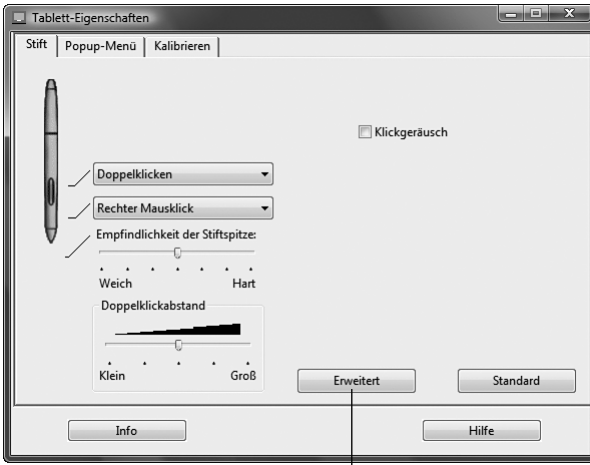 Tablett-Eigenschaften
Stift Popup-Menü Kalibrieren
Klickgeräusch
Doppelklicken
Rechter Mausklick
Empfindlichkeit der Stiftspitze:
Weich Hart
Doppelklickabstand
Klein Groß
Erweitert Standard
Info Hilfe